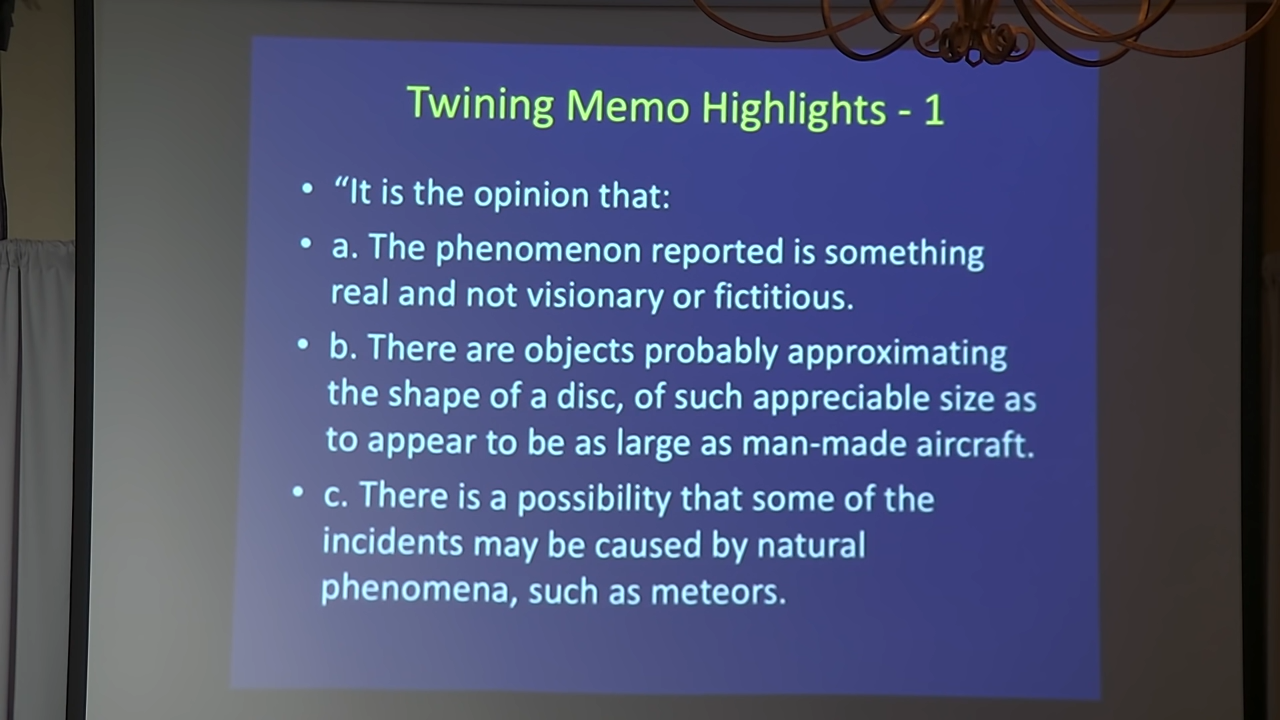 Twining Memo Highlights - 1
• “It is the opinion that:
• a. The phenomenon reported is something
real and not visionary or fictitious.
• b. There are objects probably approximating
the shape of a disc, of such appreciable size as
to appear to be as large as man-made aircraft.
• c. There is a possibility that some of the
incidents may be caused by natural
phenomena, such as meteors.